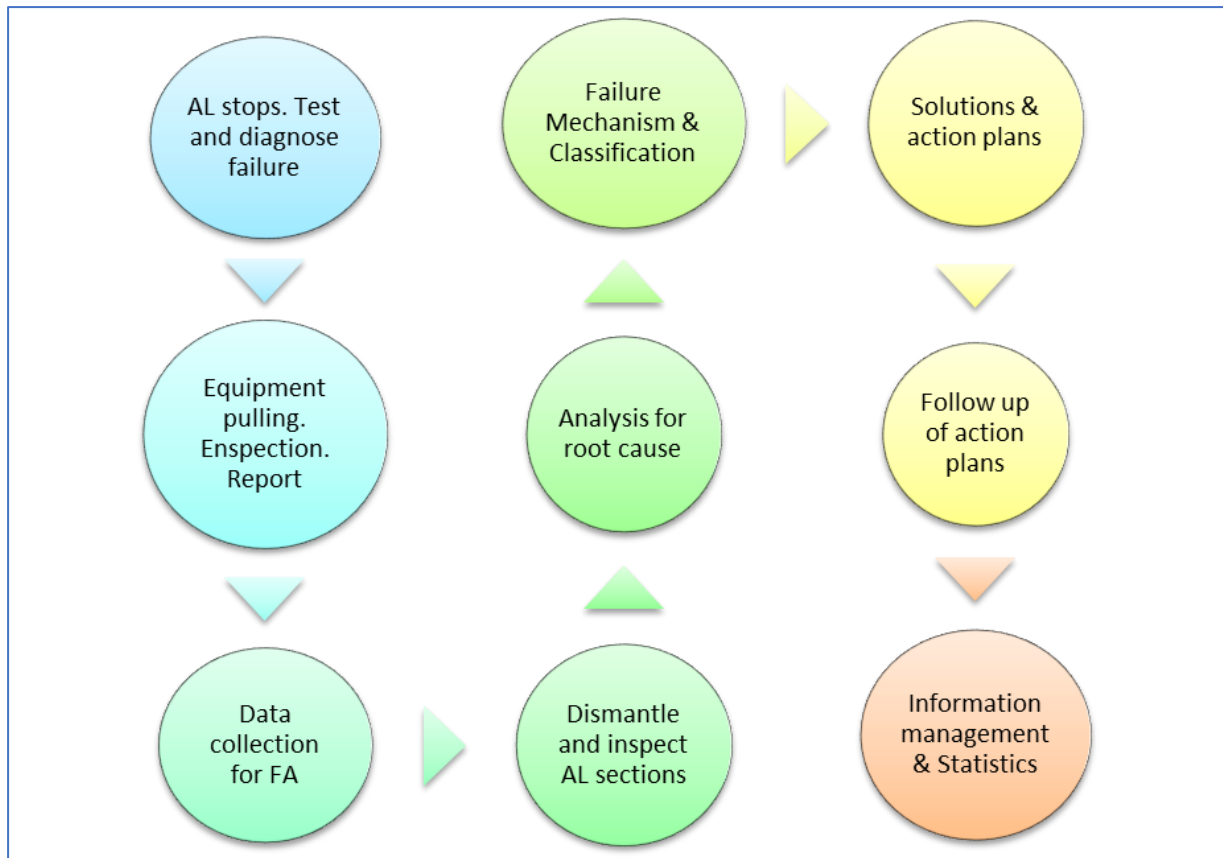 AL stops. Test
and diagnose
failure
Equipment
pulling.
Enspection.
Report
Data
collection
for FA
Dismantle
and inspect
AL sections
Analysis for
root cause
Failure
Mechanism &
Classification
Solutions &
action plans
Follow up
of action
plans
Information
management
& Statistics